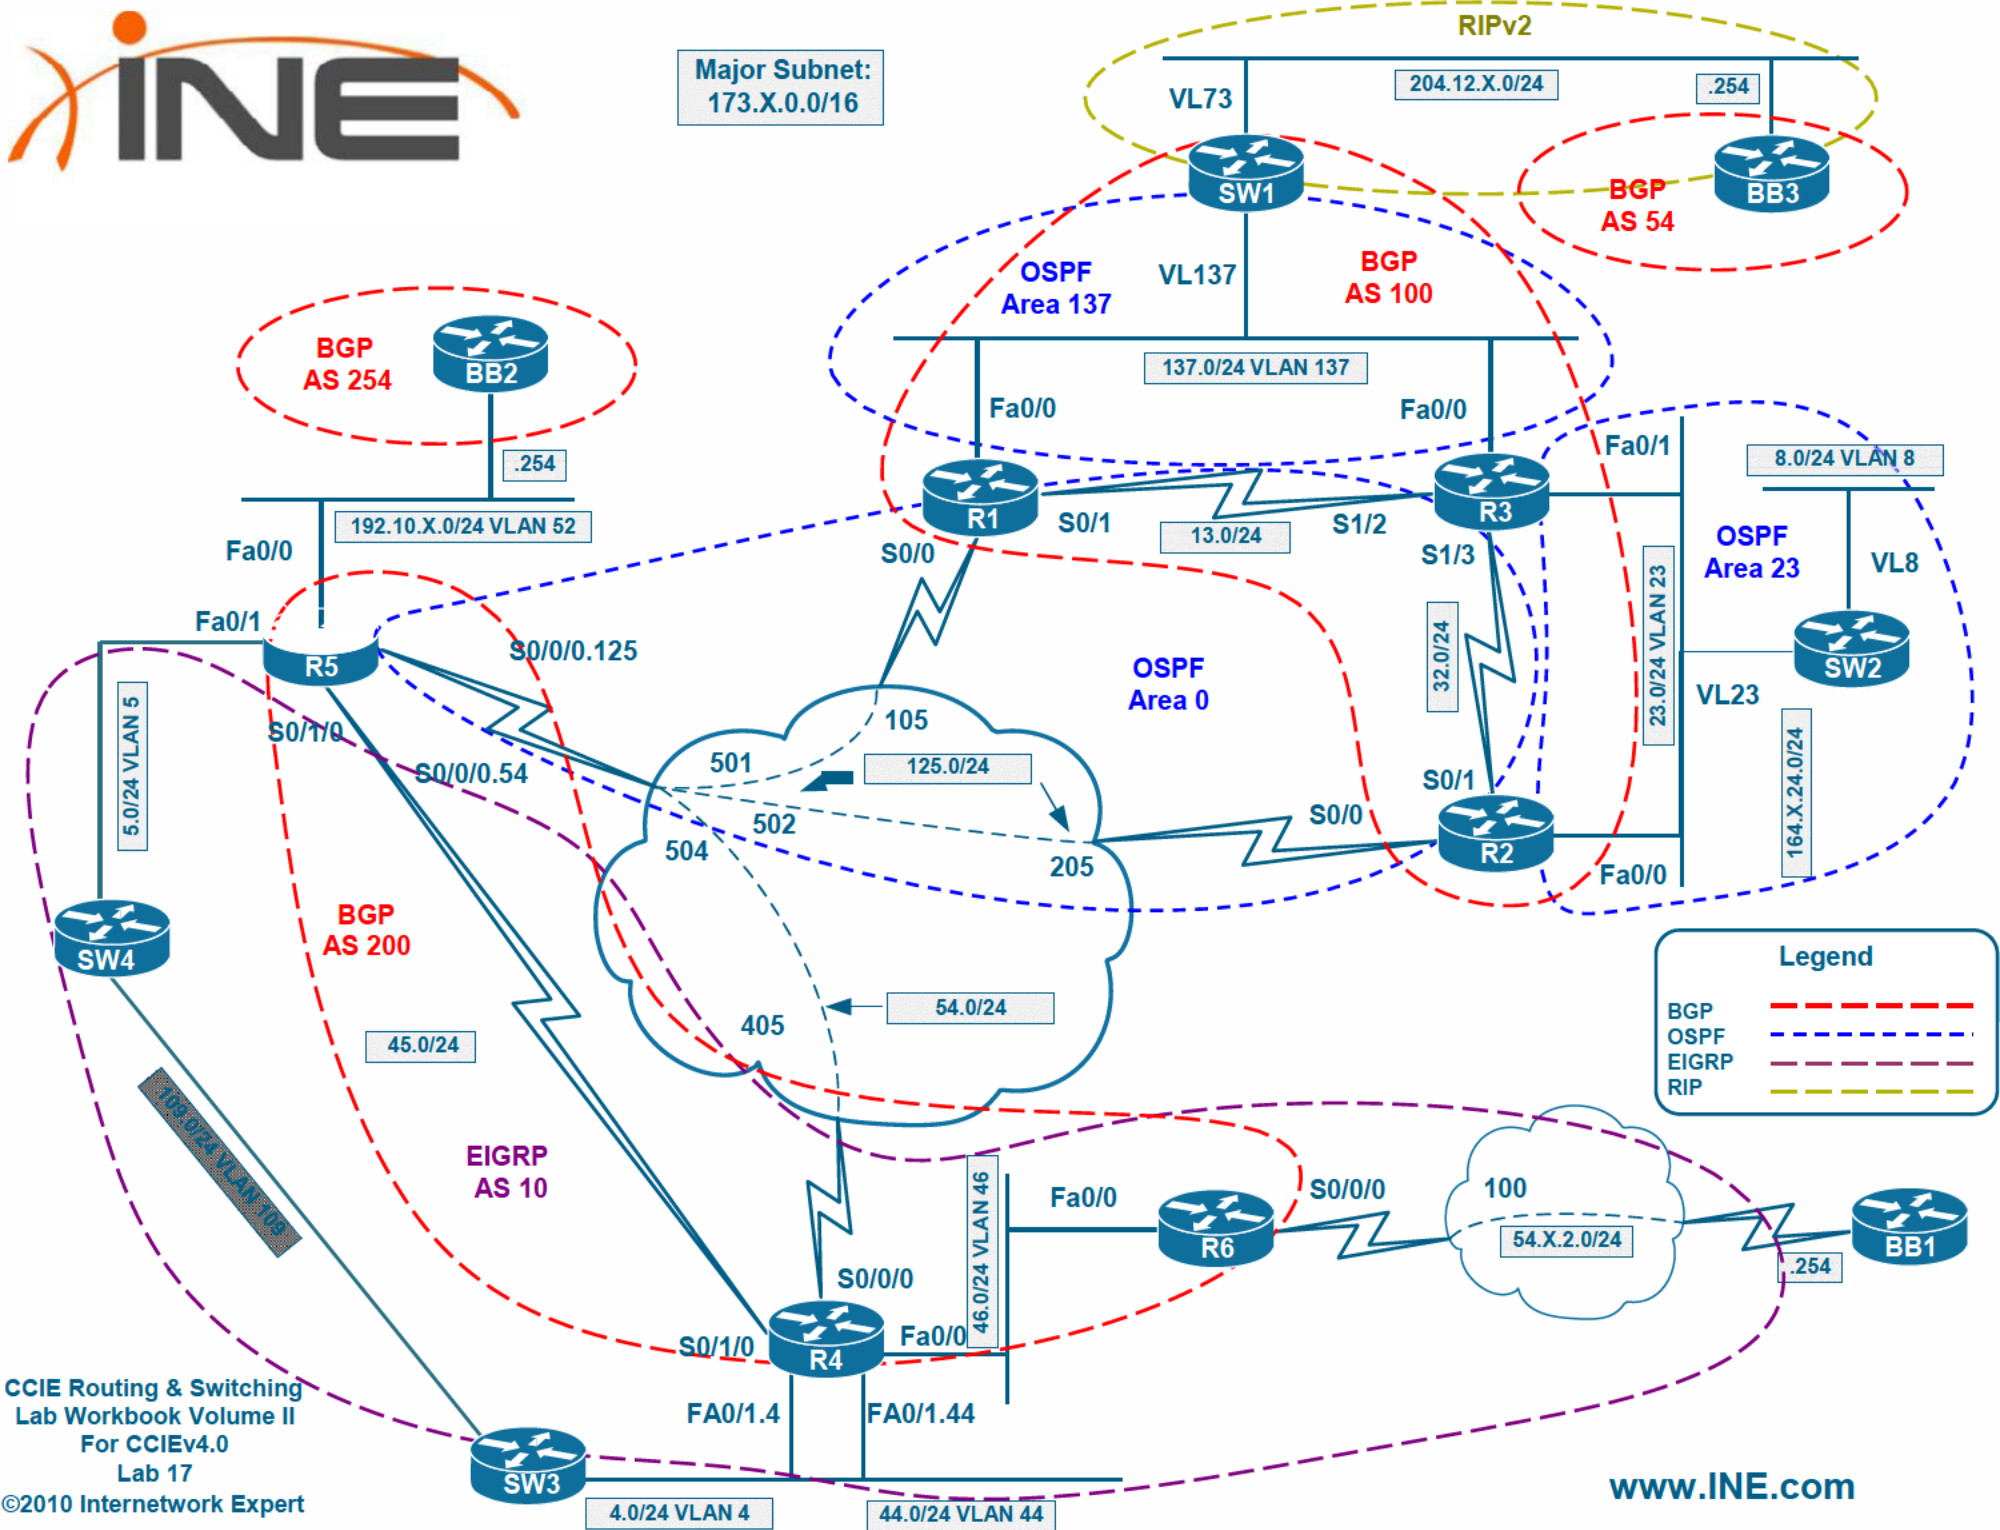 INE
Major Subnet:
173.X.0.0/16
RIPv2
204.12.X.0/24
.254
VL73
SW1
BB3
BGP
AS 54
OSPF
Area 137
VL137
BGP
AS 100
137.0/24 VLAN 137
BGP
AS 254
BB2
.254
192.10.X.0/24 VLAN 52
Fa0/0
Fa0/0
Fa0/0
Fa0/1
8.0/24 VLAN 8
R1
S0/1
13.0/24
S1/2
R3
S0/0
S1/3
OSPF
Area 23
VL8
Fa0/1
R5
S0/0/0.125
S0/1/0
S0/0/0.54
5.0/24 VLAN 5
OSPF
Area 0
32.0/24
23.0/24 VLAN 23
SW2
VL23
164.X.24.0/24
105
501
125.0/24
502
504
205
S0/0
S0/1
R2
Fa0/0
SW4
BGP
AS 200
45.0/24
405
54.0/24
109.0/24 VLAN 109
EIGRP
AS 10
Legend
BGP
OSPF
EIGRP
RIP
46.0/24 VLAN 46
Fa0/0
R6
S0/0/0
100
54.X.2.0/24
.254
BB1
S0/0/0
S0/1/0
R4
Fa0/0
FA0/1.4
FA0/1.44
SW3
4.0/24 VLAN 4
44.0/24 VLAN 44
CCIE Routing & Switching
Lab Workbook Volume II
For CCIEv4.0
Lab 17
©2010 Internetwork Expert
www.INE.com